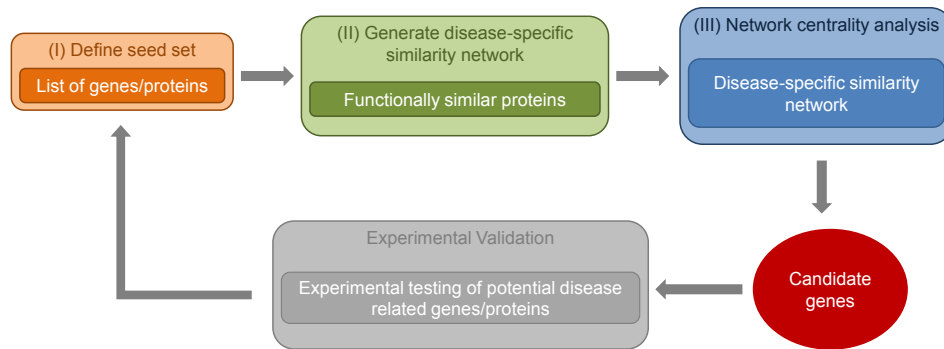 (I) Define seed set
List of genes/proteins
(II) Generate disease-specific
similarity network
Functionally similar proteins
(III) Network centrality analysis
Disease-specific similarity
network
Candidate
genes
Experimental Validation
Experimental testing of potential disease
related genes/proteins